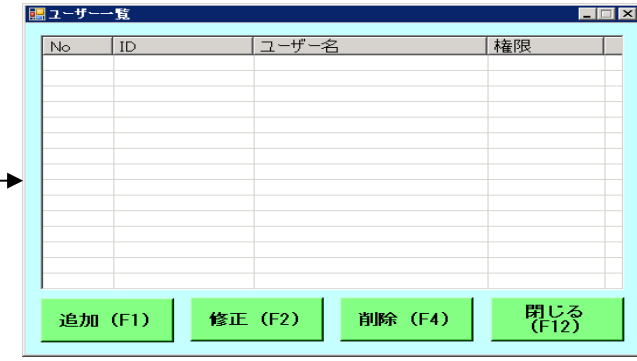 ユーザー一覧
No ID ユーザー名 権限
追加 (F1) 修正 (F2) 削除 (F4) 閉じる
(F12)